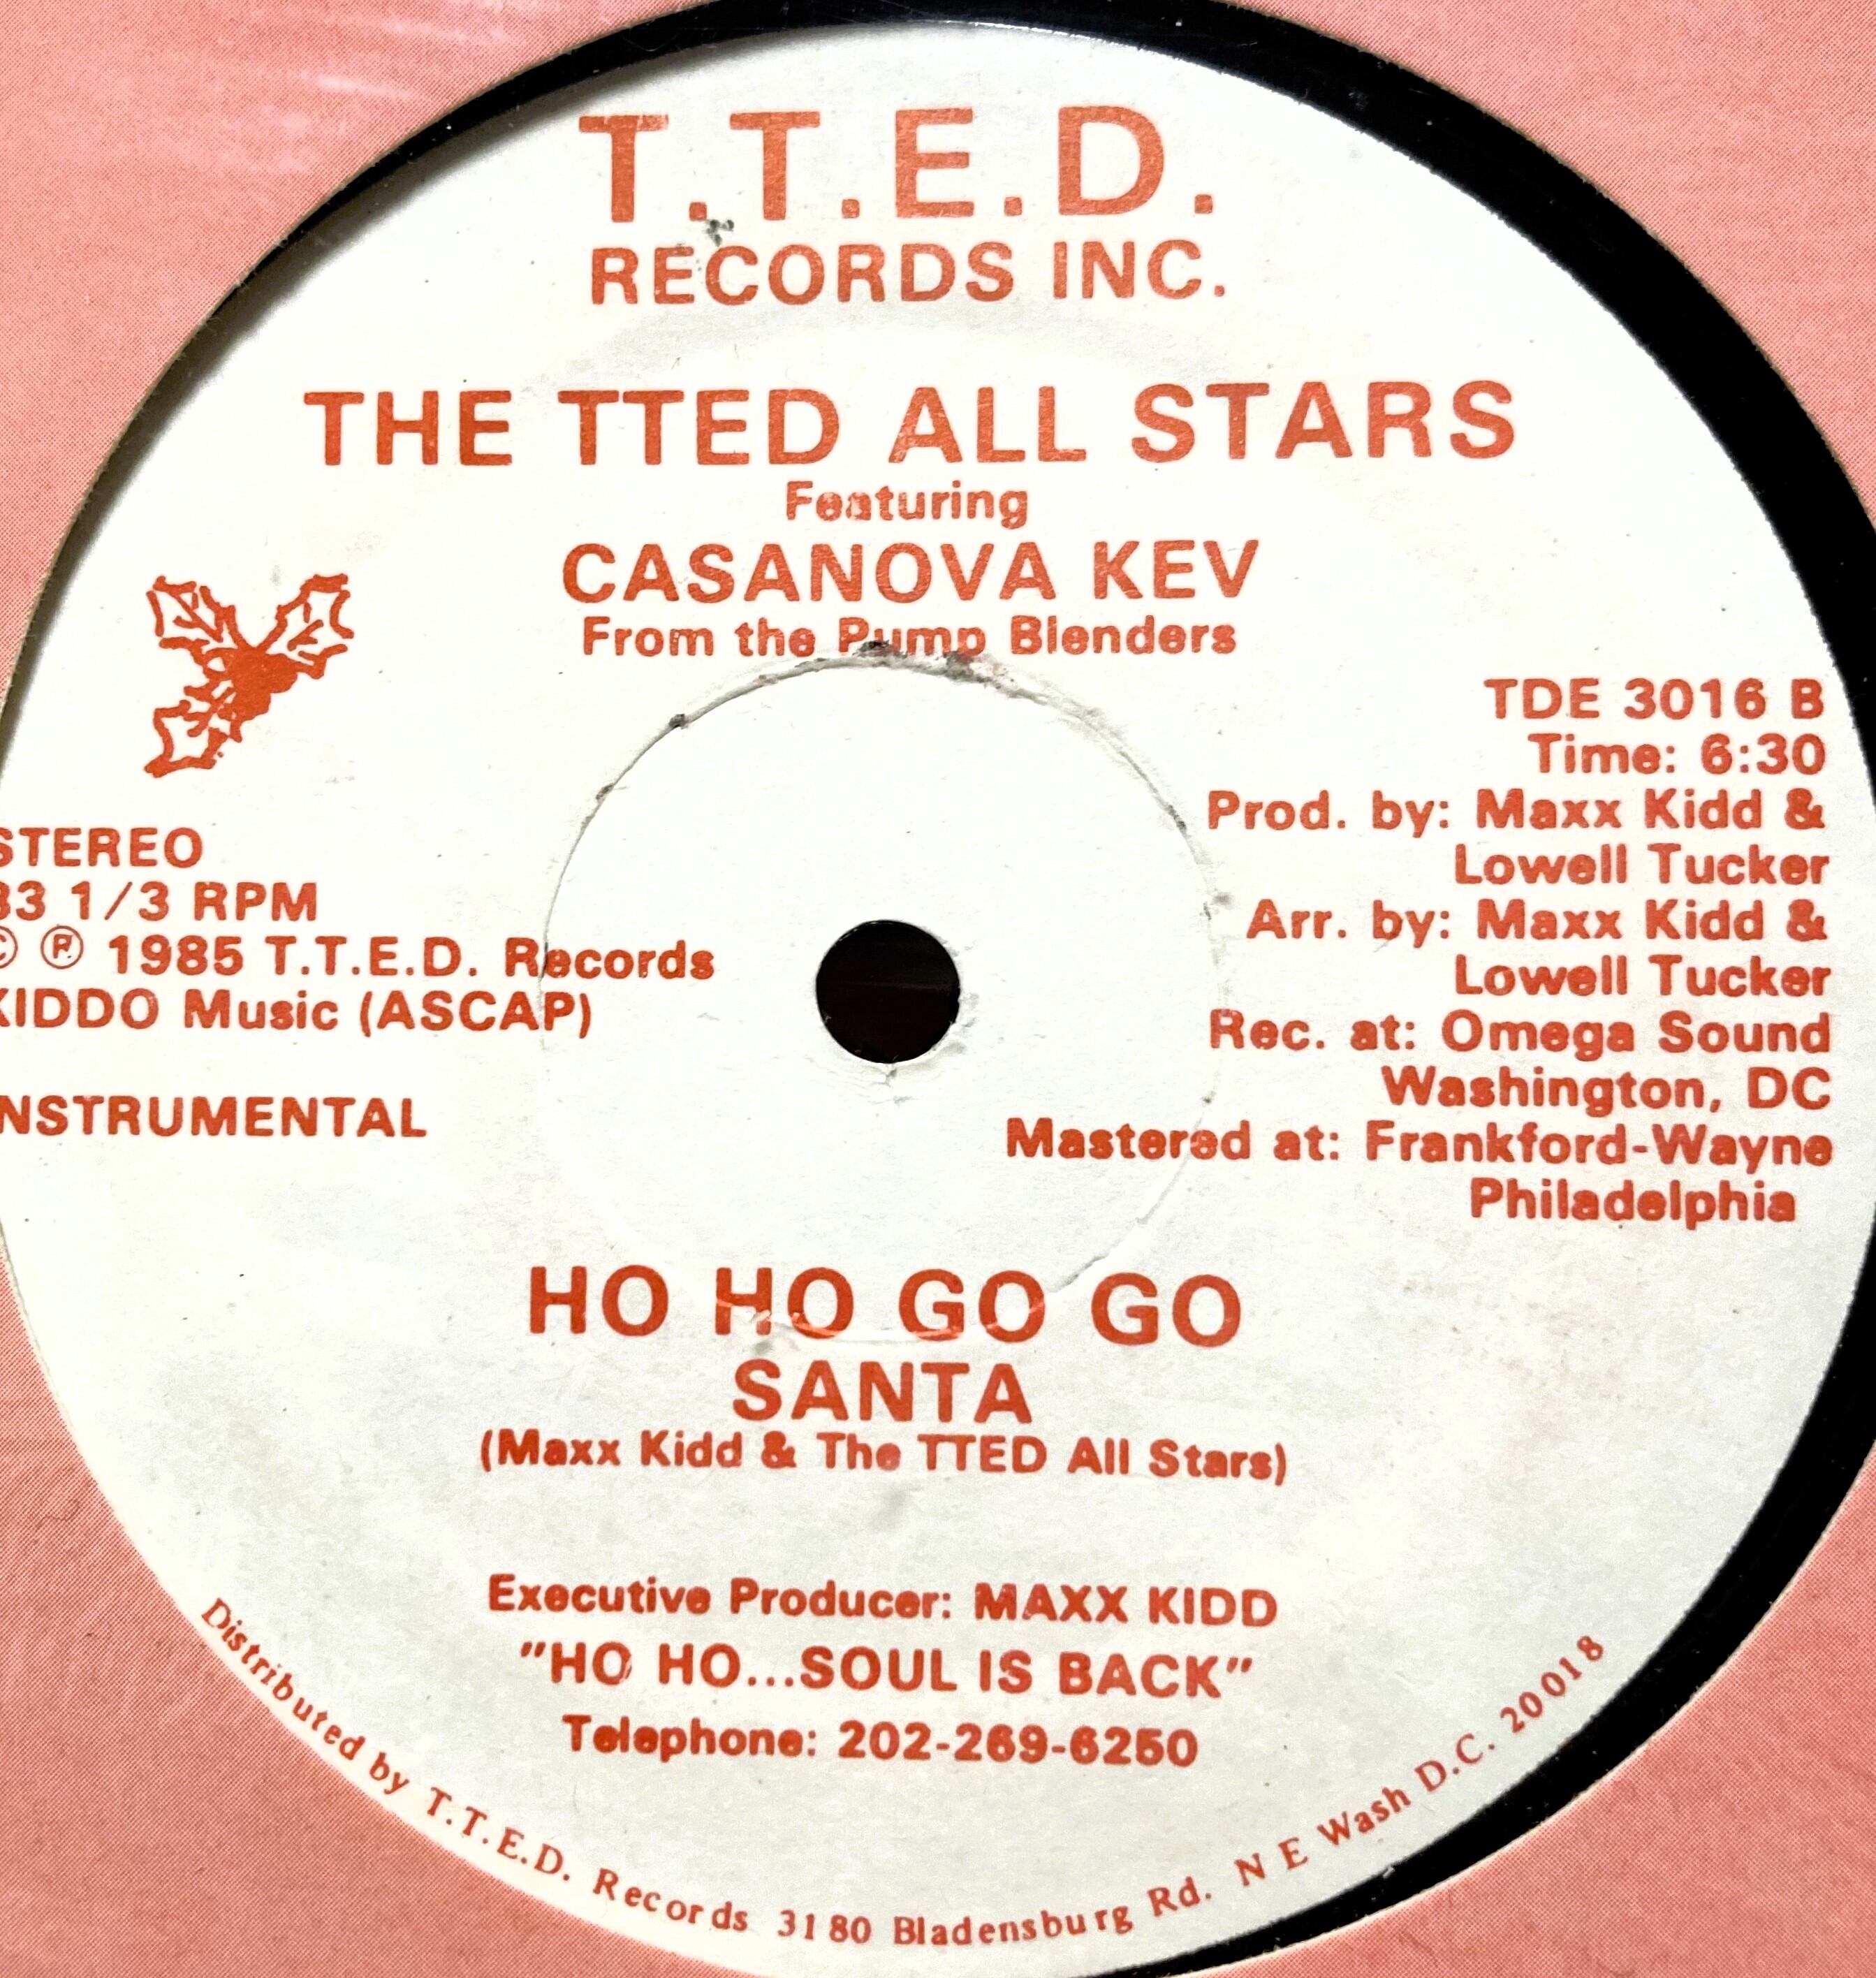 T.T.E.D.
RECORDS INC.
THE TTED ALL STARS
Featuring
CASANOVA KEV
From the Pump Blenders
TDE 3016 B
Time: 6:30
Prod. by: Maxx Kidd &
Lowell Tucker
Arr. by: Maxx Kidd &
Lowell Tucker
Rec. at: Omega Sound
Washington, DC
Mastered at: Frankford-Wayne
Philadelphia
STEREO
33 1/3 RPM
© ℗ 1985 T.T.E.D. Records
KIDDO Music (ASCAP)
INSTRUMENTAL
HO HO GO GO
SANTA
(Maxx Kidd & The TTED All Stars)
Executive Producer: MAXX KIDD
"HO HO...SOUL IS BACK"
Telephone: 202-269-6250
Distributed by T.T.E.D. Records 3180 Bladensburg Rd. N E Wash D.C. 20018